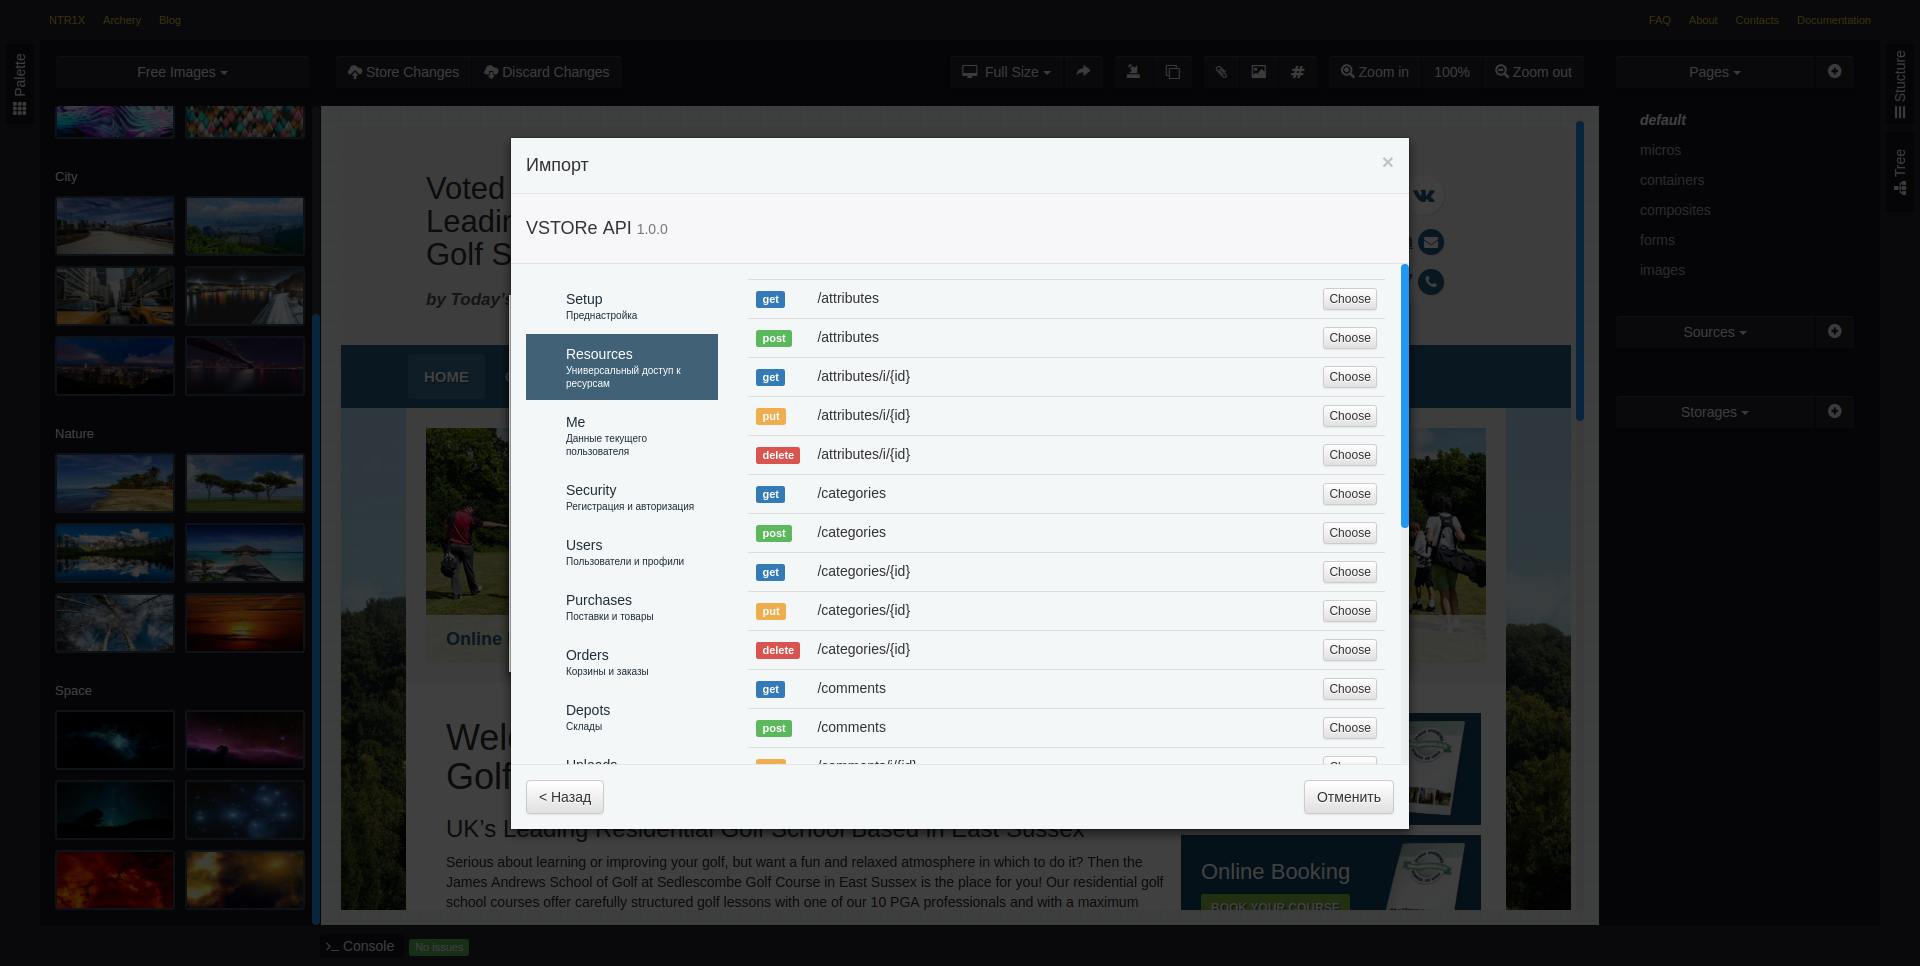 NTR1X Archery Blog
FAQ About Contacts Documentation
Palette
Free Images
Store Changes Discard Changes
Full Size
Zoom in 100% Zoom out
Pages
Stucture
Tree
default
micros
containers
composites
forms
images
Sources
Storages
City
Nature
Space
Voted
Leadin
Golf S
by Today's
HOME
Online
Импорт ×
VSTORe API 1.0.0
Setup
Преднастройка
Resources
Универсальный доступ к
ресурсам
Me
Данные текущего
пользователя
Security
Регистрация и авторизация
Users
Пользователи и профили
Purchases
Поставки и товары
Orders
Корзины и заказы
Depots
Склады
Uploads
get /attributes Choose
post /attributes Choose
get /attributes/i/{id} Choose
put /attributes/i/{id} Choose
delete /attributes/i/{id} Choose
get /categories Choose
post /categories Choose
get /categories/{id} Choose
put /categories/{id} Choose
delete /categories/{id} Choose
get /comments Choose
post /comments Choose
/comments/i/{id} Choose
< Назад Отменить
Welc
Golf
UK's Leading Residential Golf School Based in East Sussex
Serious about learning or improving your golf, but want a fun and relaxed atmosphere in which to do it? Then the
James Andrews School of Golf at Sedlescombe Golf Course in East Sussex is the place for you! Our residential golf
school courses offer carefully structured golf lessons with one of our 10 PGA professionals and with a maximum
Online Booking
BOOK YOUR COURSE
Console No issues